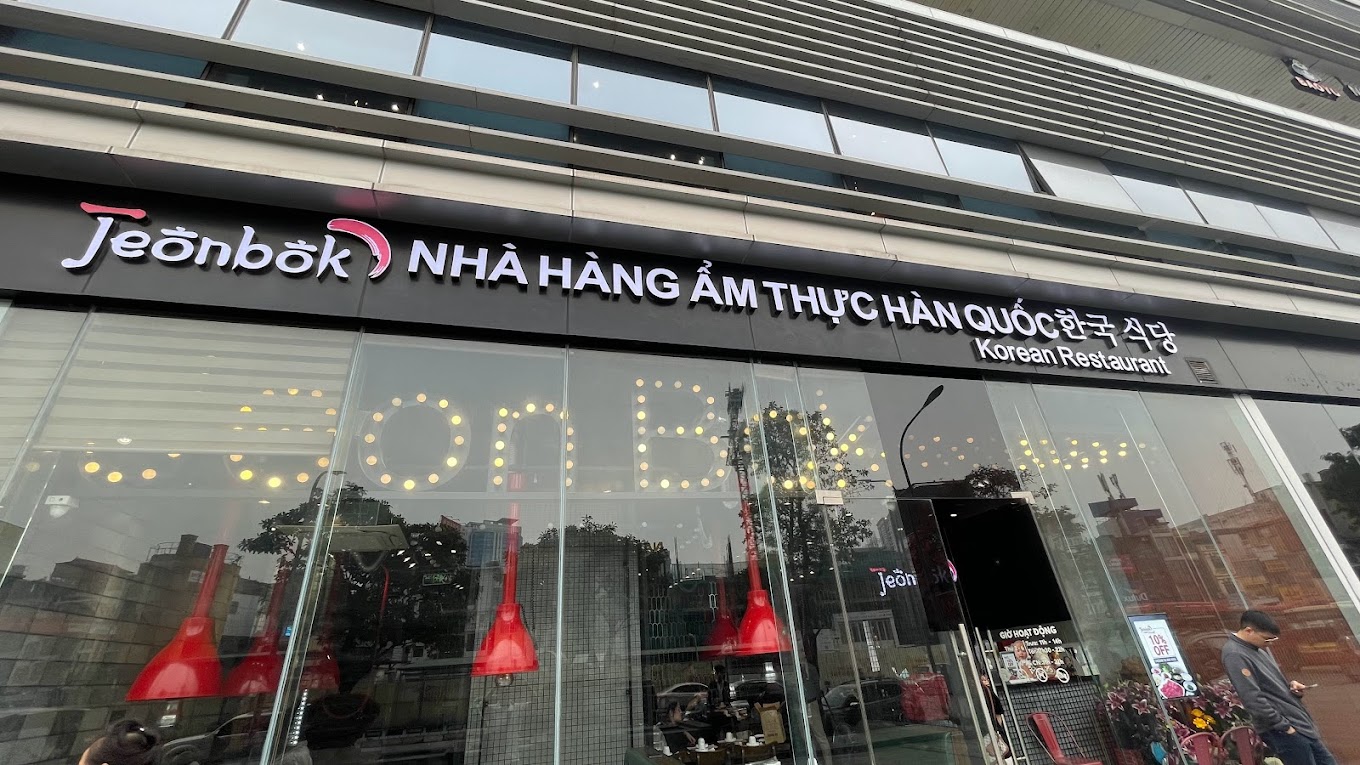 Jeonbok NHÀ HÀNG ẨM THỰC HÀN QUỐC 한국 식당
Korean Restaurant
Jeonbok
GIỜ HOẠT ĐỘNG
10%
OFF